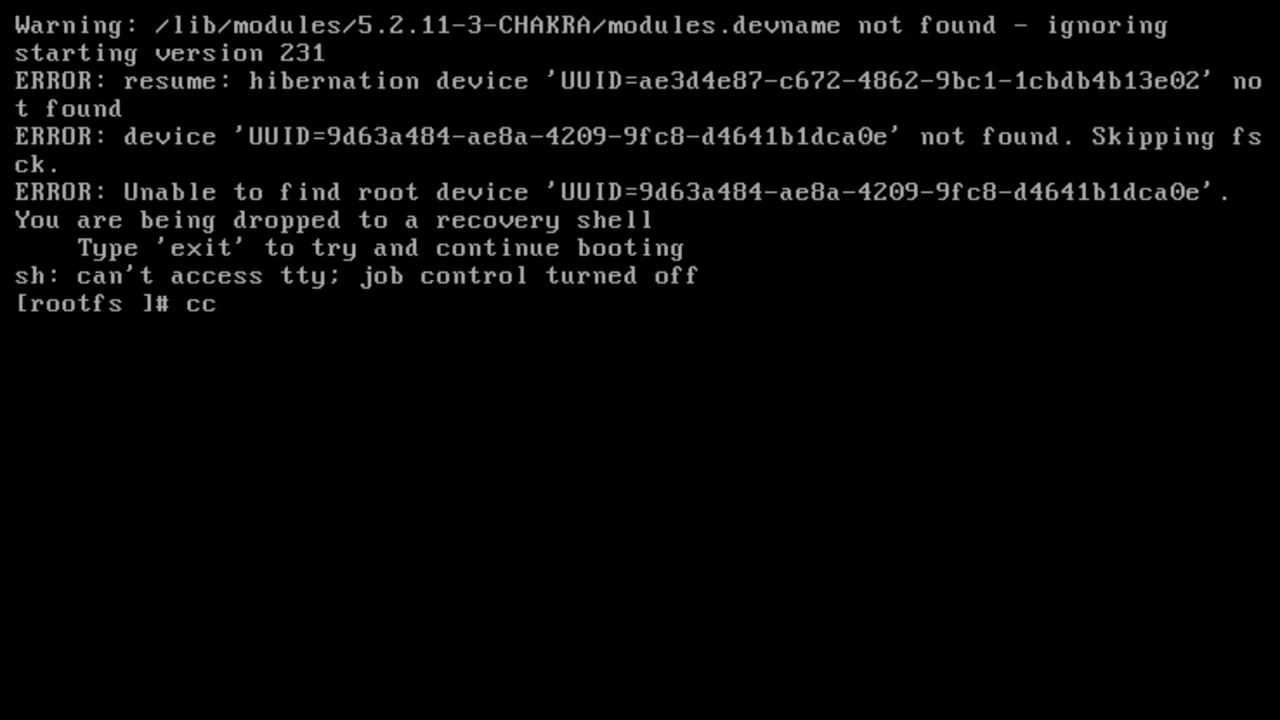 Warning: /lib/modules/5.2.11-3-CHAKRA/modules.devname not found - ignoring
starting version 231
ERROR: resume: hibernation device 'UUID=ae3d4e87-c672-4862-9bc1-1cbdb4b13e02' no
t found
ERROR: device 'UUID=9d63a484-ae8a-4209-9fc8-d4641b1dca0e' not found. Skipping fs
ck.
ERROR: Unable to find root device 'UUID=9d63a484-ae8a-4209-9fc8-d4641b1dca0e'.
You are being dropped to a recovery shell
    Type 'exit' to try and continue booting
sh: can't access tty; job control turned off
[rootfs ]# cc